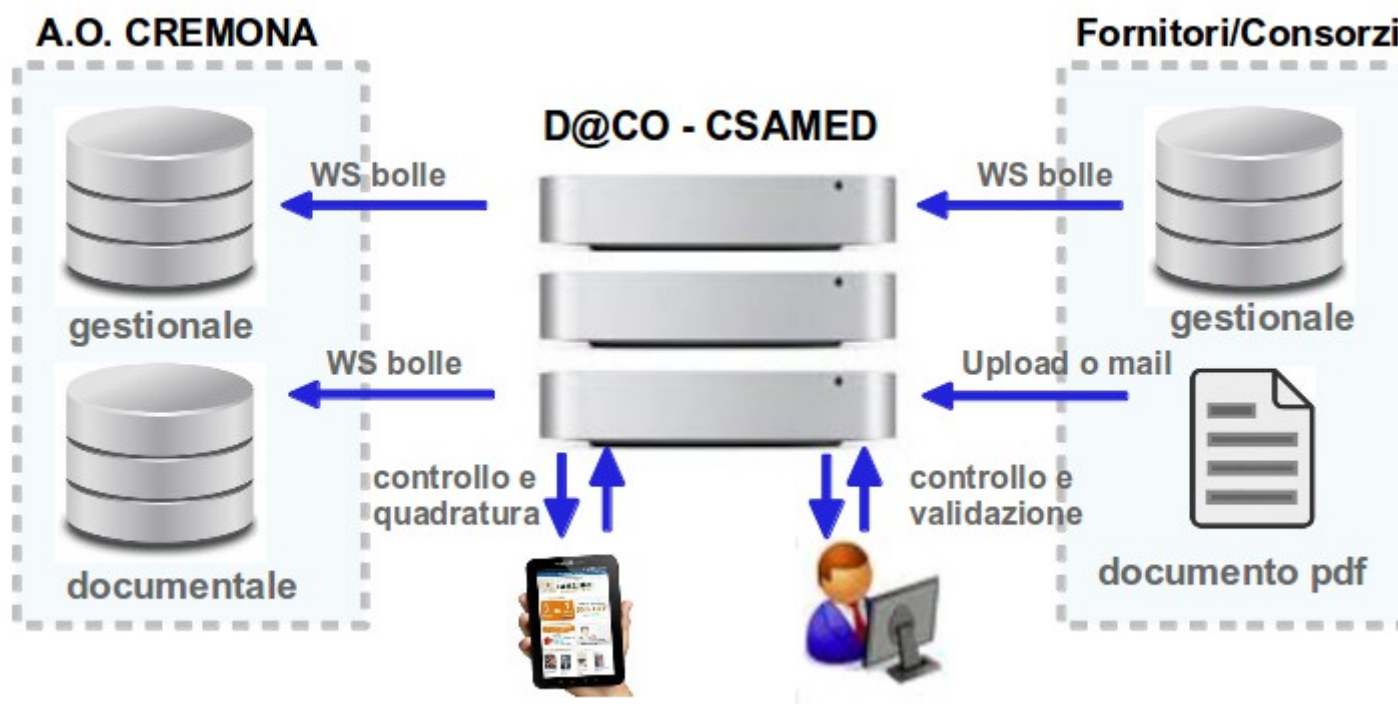 A.O. CREMONA
Fornitori/Consorzi
D@CO - CSAMED
WS bolle
WS bolle
gestionale
gestionale
WS bolle
Upload o mail
controllo e
quadratura
controllo e
validazione
documentale
documento pdf